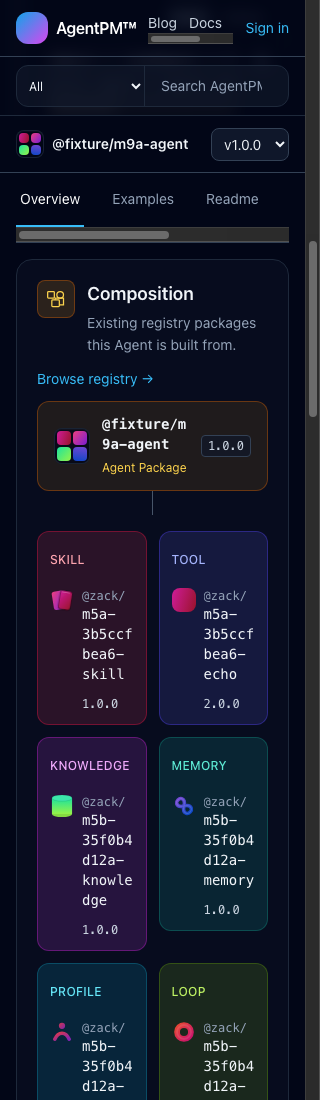 AgentPM™
Blog Docs
Sign in
All
Search AgentPM
@fixture/m9a-agent
v1.0.0
Overview Examples Readme
Composition
Existing registry packages
this Agent is built from.
Browse registry →
@fixture/m
9a-agent
Agent Package
1.0.0
SKILL
@zack/
m5a-
3b5ccf
bea6-
skill
1.0.0
TOOL
@zack/
m5a-
3b5ccf
bea6-
echo
2.0.0
KNOWLEDGE
@zack/
m5b-
35f0b4
d12a-
knowle
dge
1.0.0
MEMORY
@zack/
m5b-
35f0b4
d12a-
memory
1.0.0
PROFILE
@zack/
m5b-
35f0b4
d12a-
LOOP
@zack/
m5b-
35f0b4
d12a-